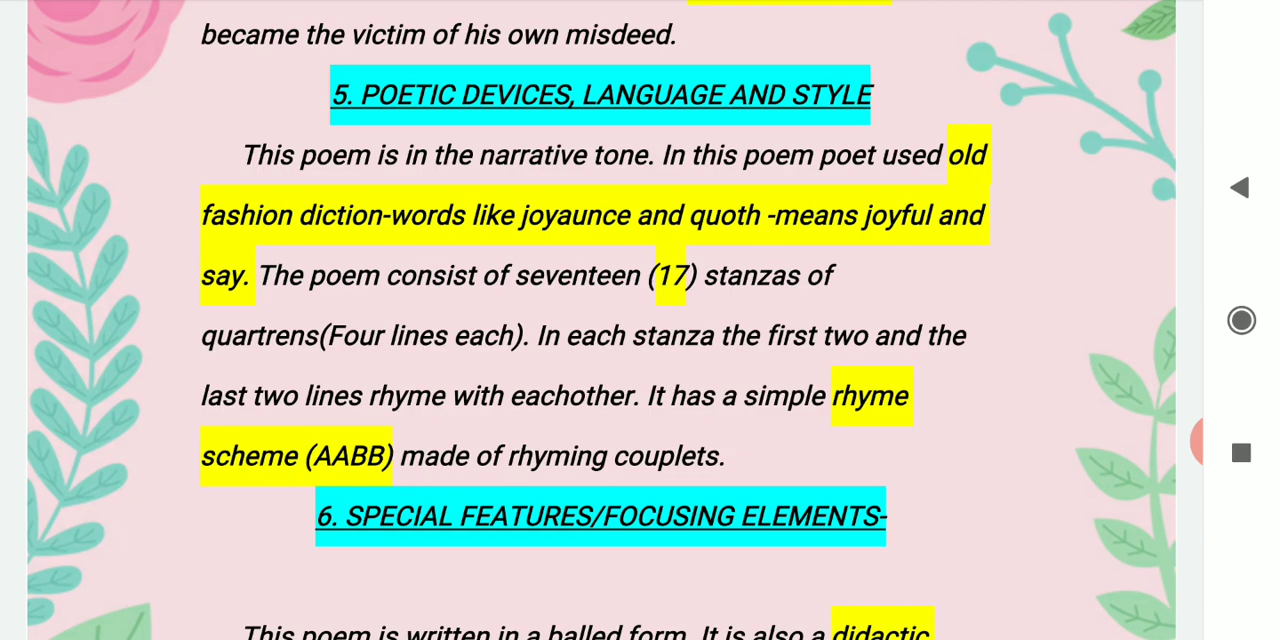 became the victim of his own misdeed.
5. POETIC DEVICES, LANGUAGE AND STYLE
This poem is in the narrative tone. In this poem poet used old
fashion diction-words like joyaunce and quoth -means joyful and
say. The poem consist of seventeen (17) stanzas of
quartrens(Four lines each). In each stanza the first two and the
last two lines rhyme with eachother. It has a simple rhyme
scheme (AABB) made of rhyming couplets.
6. SPECIAL FEATURES/FOCUSING ELEMENTS-
This poem is written in a balled form. It is also a didactic